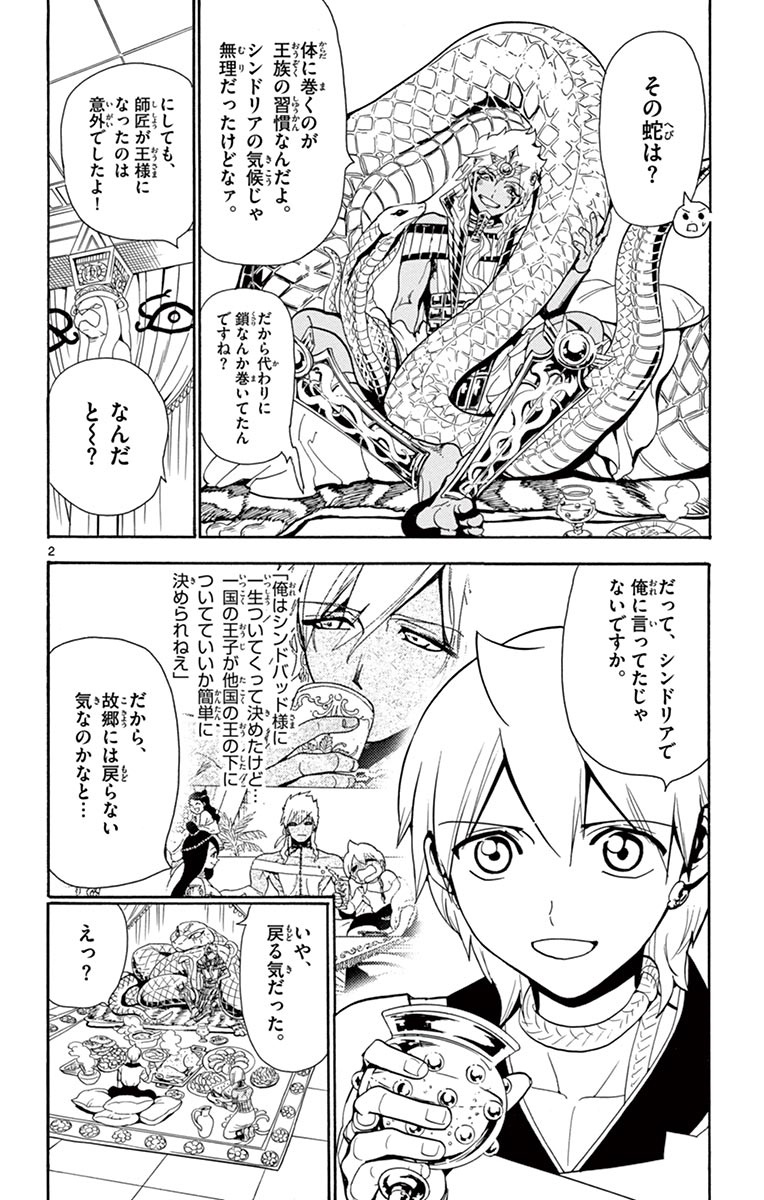 その蛇は?
体に巻くのが
王族の習慣なんだよ。
シンドリアの気候じゃ
無理だったけどなァ。
だから代わりに
鎖なんか巻いてたん
ですね?
にしても、
師匠が王様に
なったのは
意外でしたよ!
なんだ
と〜?
2
だって、シンドリアで
俺に言ってたじゃ
ないですか。
「俺はシンドバッド様に
一生ついてくって決めたけど…
一国の王子が他国の王の下に
ついてていいか簡単に
決められねえ」
だから、
故郷には戻らない
気なのかなと…
いや、
戻る気だった。
えっ?